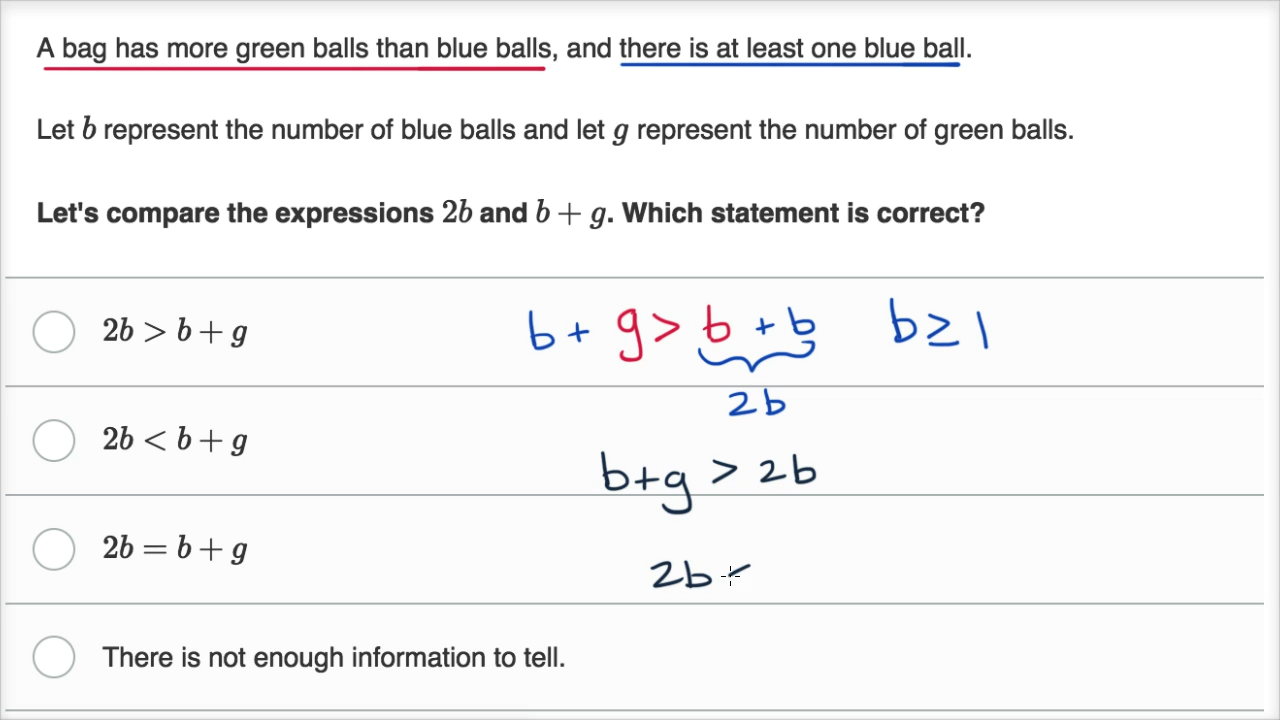 A bag has more green balls than blue balls, and there is at least one blue ball.
Let b represent the number of blue balls and let g represent the number of green balls.
Let's compare the expressions 2b and b + g. Which statement is correct?
2b > b + g
b + g > b + b   b ≥ 1
2b
2b < b + g
b+g > 2b
2b = b + g
2b <
There is not enough information to tell.